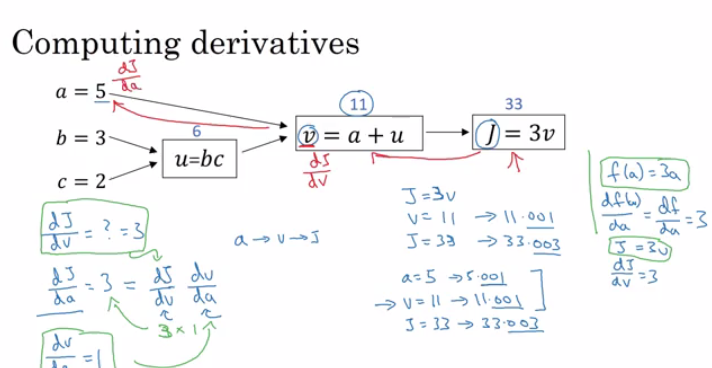 Computing derivatives
a = 5
dJ/da
b = 3
c = 2
6
u=bc
11
v = a + u
dJ/dv
33
J = 3v
dJ/dv = ? = 3
dJ/da = 3 = dJ/dv dv/da
3 × 1
dv/da = 1
a → v → J
J = 3v
v = 11 → 11.001
J = 33 → 33.003
a = 5 → 5.001
→ v = 11 → 11.001
J = 33 → 33.003
f(a) = 3a
df(a)/da = df/da = 3
J = 3v
dJ/dv = 3